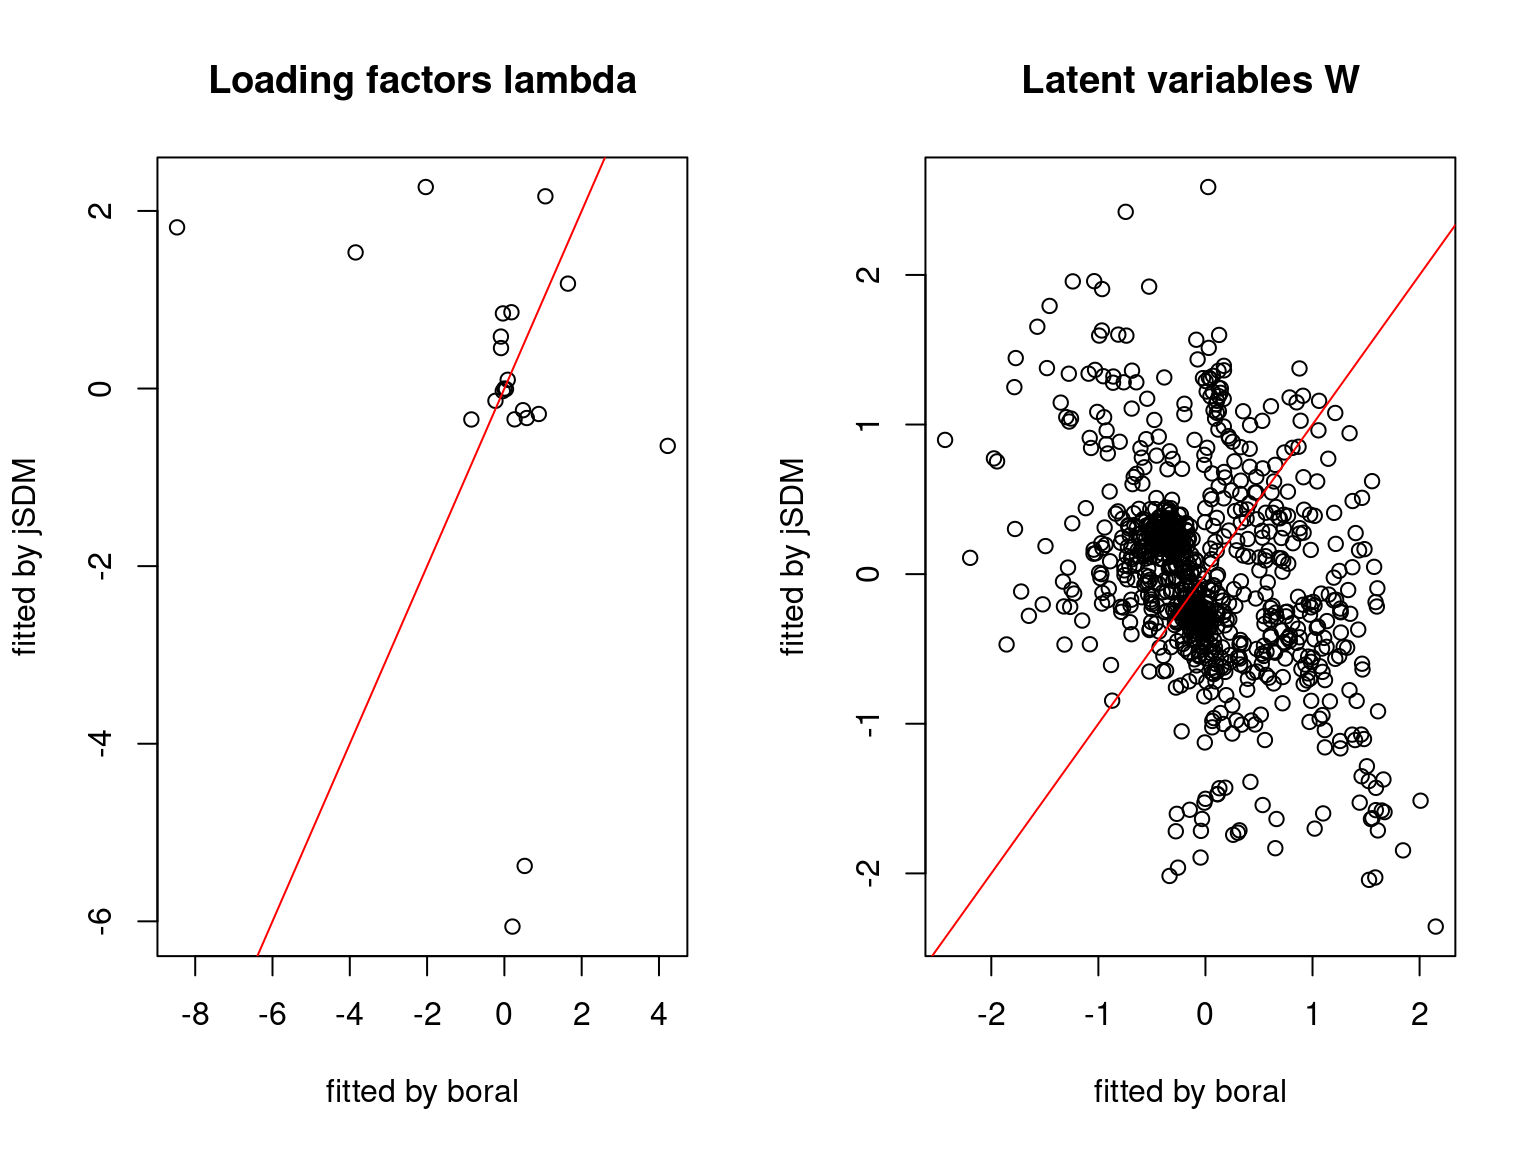 Loading factors lambda
fitted by jSDM
2
0
-2
-4
-6
-8 -6 -4 -2 0 2 4
fitted by boral
Latent variables W
fitted by jSDM
2
1
0
-1
-2
-2 -1 0 1 2
fitted by boral